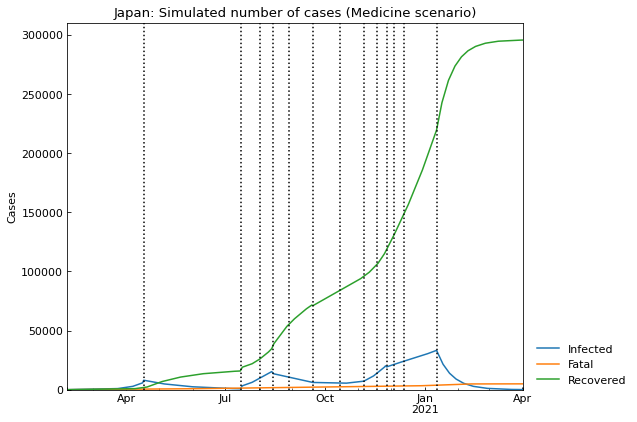 Japan: Simulated number of cases (Medicine scenario)
300000
250000
200000
150000
100000
50000
0
Cases
Apr
Jul
Oct
Jan
2021
Apr
Infected
Fatal
Recovered